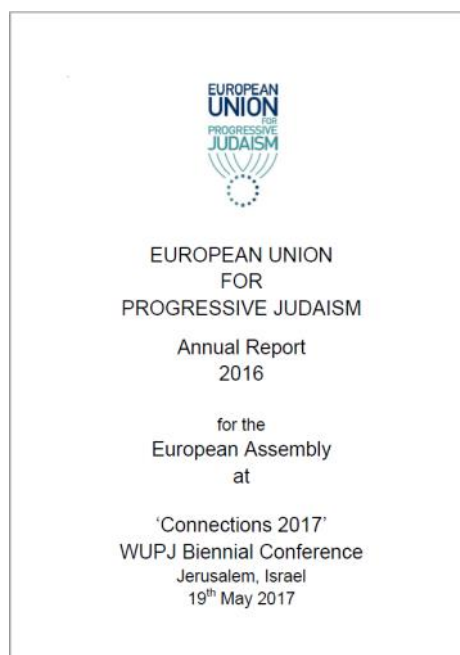 EUROPEAN
UNION
FOR
PROGRESSIVE
JUDAISM
EUROPEAN UNION
FOR
PROGRESSIVE JUDAISM
Annual Report
2016
for the
European Assembly
at
‘Connections 2017’
WUPJ Biennial Conference
Jerusalem, Israel
19th May 2017